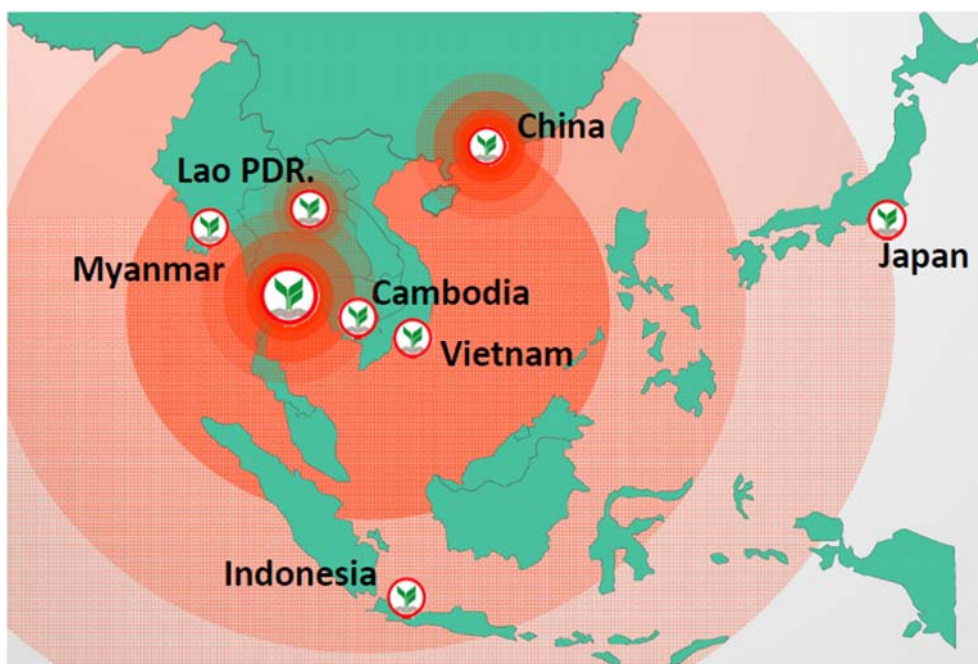 China
Lao PDR.
Myanmar
Japan
Cambodia
Vietnam
Indonesia